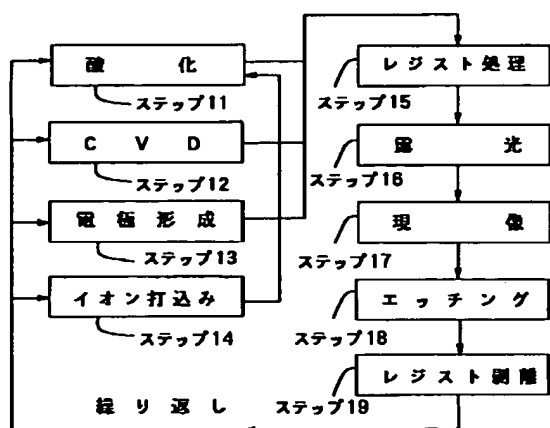 酸化
ステップ11
CVD
ステップ12
電極形成
ステップ13
イオン打込み
ステップ14
繰り返し
レジスト処理
ステップ15
露光
ステップ16
現像
ステップ17
エッチング
ステップ18
レジスト剥離
ステップ19